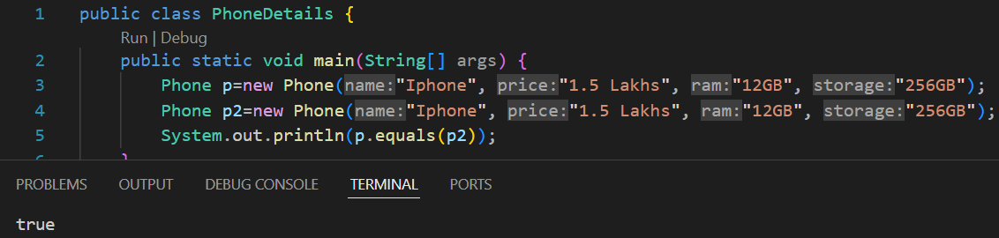 1 public class PhoneDetails {
Run | Debug
2 public static void main(String[] args) {
3 Phone p=new Phone(name:"Iphone", price:"1.5 Lakhs", ram:"12GB", storage:"256GB");
4 Phone p2=new Phone(name:"Iphone", price:"1.5 Lakhs", ram:"12GB", storage:"256GB");
5 System.out.println(p.equals(p2));
PROBLEMS OUTPUT DEBUG CONSOLE TERMINAL PORTS
true